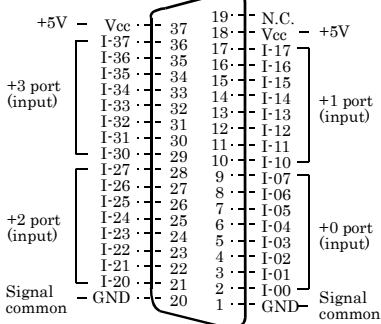 +5V Vcc 37
I-37 36
I-36 35
I-35 34
I-34 33
I-33 32
I-32 31
I-31 30
I-30 29
+3 port
(input)
I-27 28
I-26 27
I-25 26
I-24 25
I-23 24
I-22 23
I-21 22
I-20 21
+2 port
(input)
Signal
common
GND 20
19 N.C.
18 Vcc +5V
17 I-17
16 I-16
15 I-15
14 I-14
13 I-13
12 I-12
11 I-11
10 I-10
+1 port
(input)
9 I-07
8 I-06
7 I-05
6 I-04
5 I-03
4 I-02
3 I-01
2 I-00
+0 port
(input)
1 GND
Signal
common